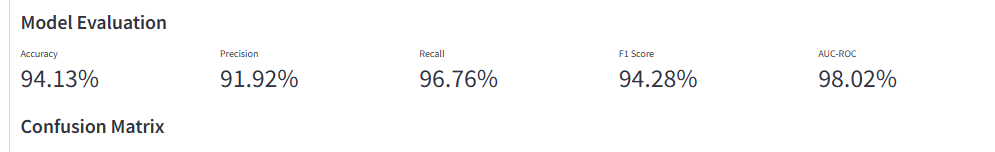 Model Evaluation
Accuracy Precision Recall F1 Score AUC-ROC
94.13% 91.92% 96.76% 94.28% 98.02%
Confusion Matrix